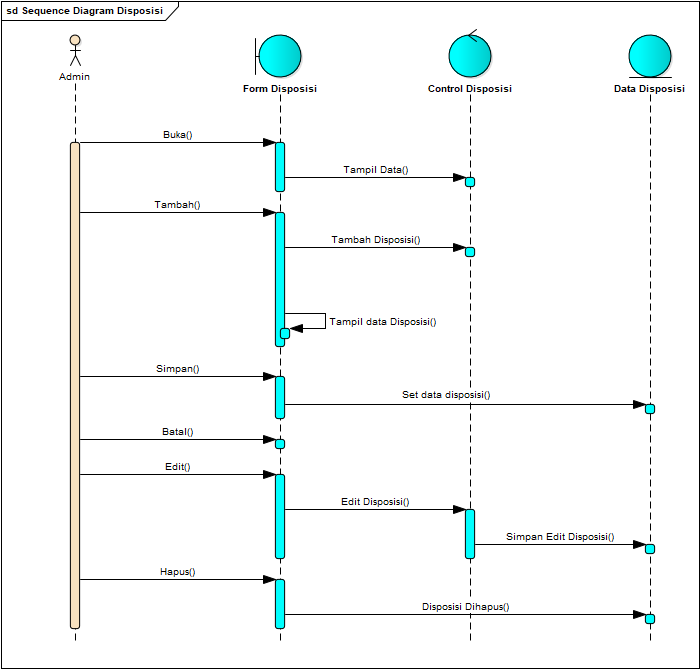 sd Sequence Diagram Disposisi
Admin
Form Disposisi
Control Disposisi
Data Disposisi
Buka()
Tampil Data()
Tambah()
Tambah Disposisi()
Tampil data Disposisi()
Simpan()
Set data disposisi()
Batal()
Edit()
Edit Disposisi()
Simpan Edit Disposisi()
Hapus()
Disposisi Dihapus()